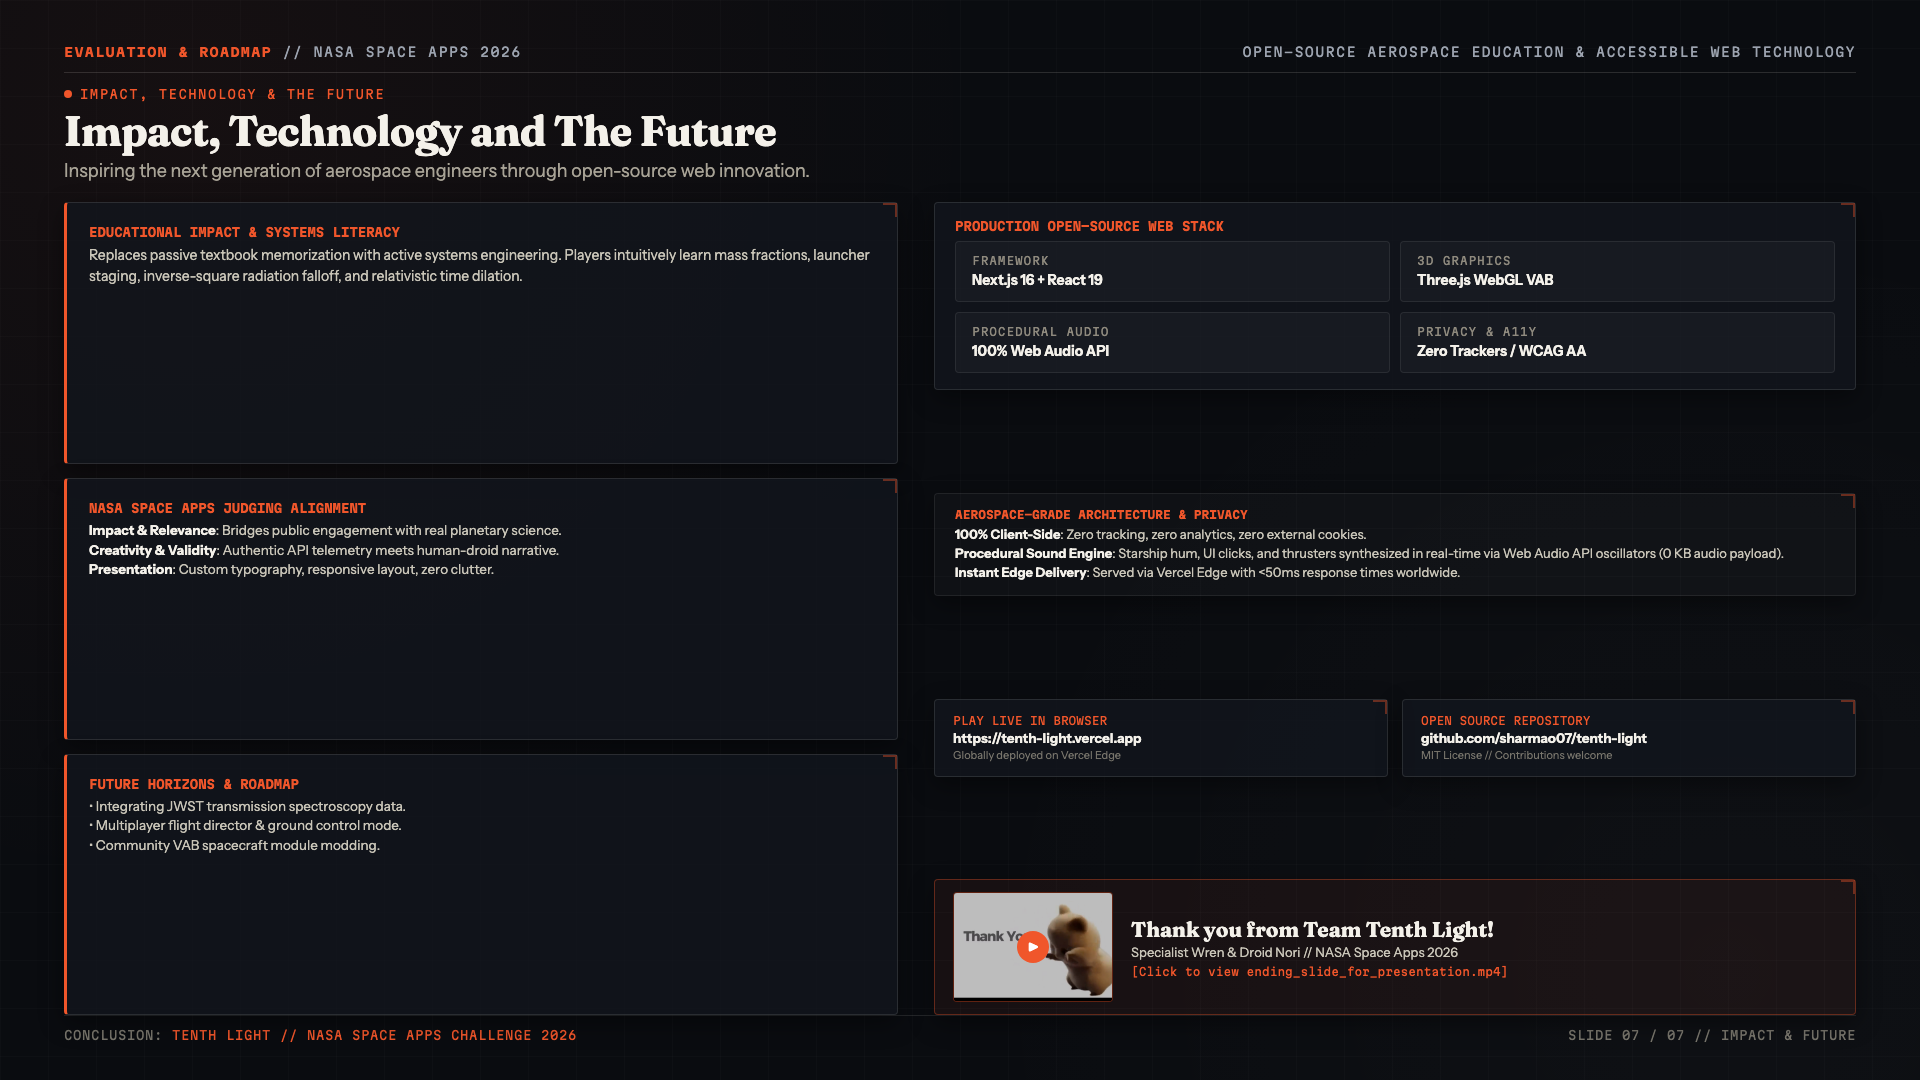 EVALUATION & ROADMAP // NASA SPACE APPS 2026
OPEN-SOURCE AEROSPACE EDUCATION & ACCESSIBLE WEB TECHNOLOGY
IMPACT, TECHNOLOGY & THE FUTURE
Impact, Technology and The Future
Inspiring the next generation of aerospace engineers through open-source web innovation.
EDUCATIONAL IMPACT & SYSTEMS LITERACY
Replaces passive textbook memorization with active systems engineering. Players intuitively learn mass fractions, launcher
staging, inverse-square radiation falloff, and relativistic time dilation.
NASA SPACE APPS JUDGING ALIGNMENT
Impact & Relevance: Bridges public engagement with real planetary science.
Creativity & Validity: Authentic API telemetry meets human-droid narrative.
Presentation: Custom typography, responsive layout, zero clutter.
FUTURE HORIZONS & ROADMAP
• Integrating JWST transmission spectroscopy data.
• Multiplayer flight director & ground control mode.
• Community VAB spacecraft module modding.
PRODUCTION OPEN-SOURCE WEB STACK
FRAMEWORK
Next.js 16 + React 19
3D GRAPHICS
Three.js WebGL VAB
PROCEDURAL AUDIO
100% Web Audio API
PRIVACY & A11Y
Zero Trackers / WCAG AA
AEROSPACE-GRADE ARCHITECTURE & PRIVACY
100% Client-Side: Zero tracking, zero analytics, zero external cookies.
Procedural Sound Engine: Starship hum, UI clicks, and thrusters synthesized in real-time via Web Audio API oscillators (0 KB audio payload).
Instant Edge Delivery: Served via Vercel Edge with <50ms response times worldwide.
PLAY LIVE IN BROWSER
https://tenth-light.vercel.app
Globally deployed on Vercel Edge
OPEN SOURCE REPOSITORY
github.com/sharmao07/tenth-light
MIT License // Contributions welcome
Thank Yo
Thank you from Team Tenth Light!
Specialist Wren & Droid Nori // NASA Space Apps 2026
[Click to view ending_slide_for_presentation.mp4]
CONCLUSION: TENTH LIGHT // NASA SPACE APPS CHALLENGE 2026
SLIDE 07 / 07 // IMPACT & FUTURE